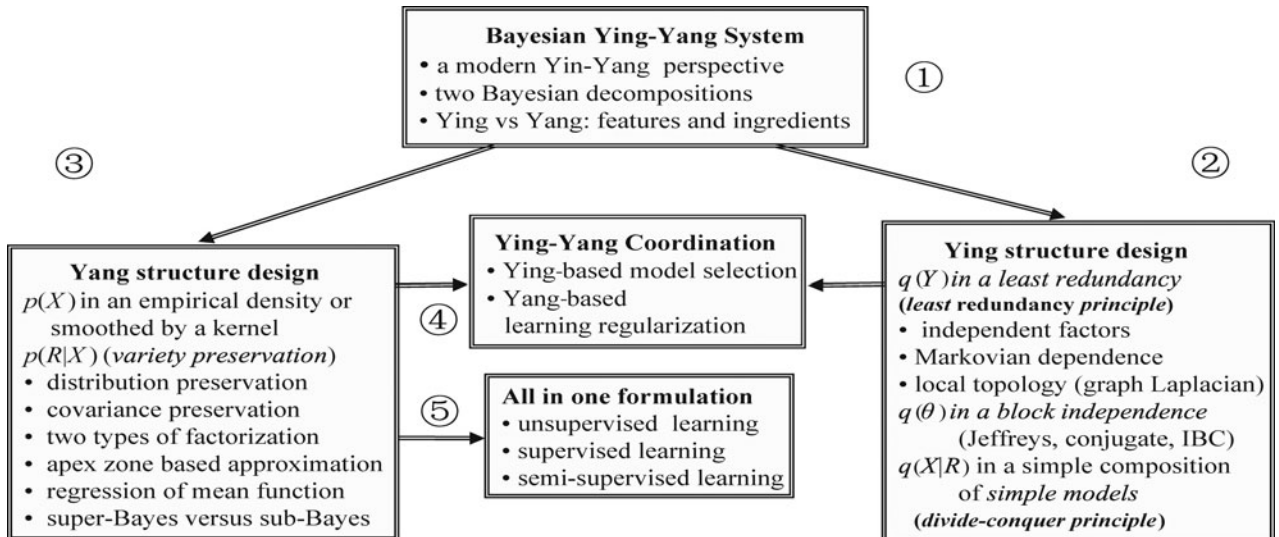 Bayesian Ying-Yang System
• a modern Yin-Yang perspective
• two Bayesian decompositions
• Ying vs Yang: features and ingredients
①
③
②
Yang structure design
p(X) in an empirical density or
smoothed by a kernel
p(R|X) (variety preservation)
• distribution preservation
• covariance preservation
• two types of factorization
• apex zone based approximation
• regression of mean function
• super-Bayes versus sub-Bayes
④
Ying-Yang Coordination
• Ying-based model selection
• Yang-based
learning regularization
⑤
All in one formulation
• unsupervised learning
• supervised learning
• semi-supervised learning
Ying structure design
q(Y) in a least redundancy
(least redundancy principle)
• independent factors
• Markovian dependence
• local topology (graph Laplacian)
q(θ) in a block independence
(Jeffreys, conjugate, IBC)
q(X|R) in a simple composition
of simple models
(divide-conquer principle)